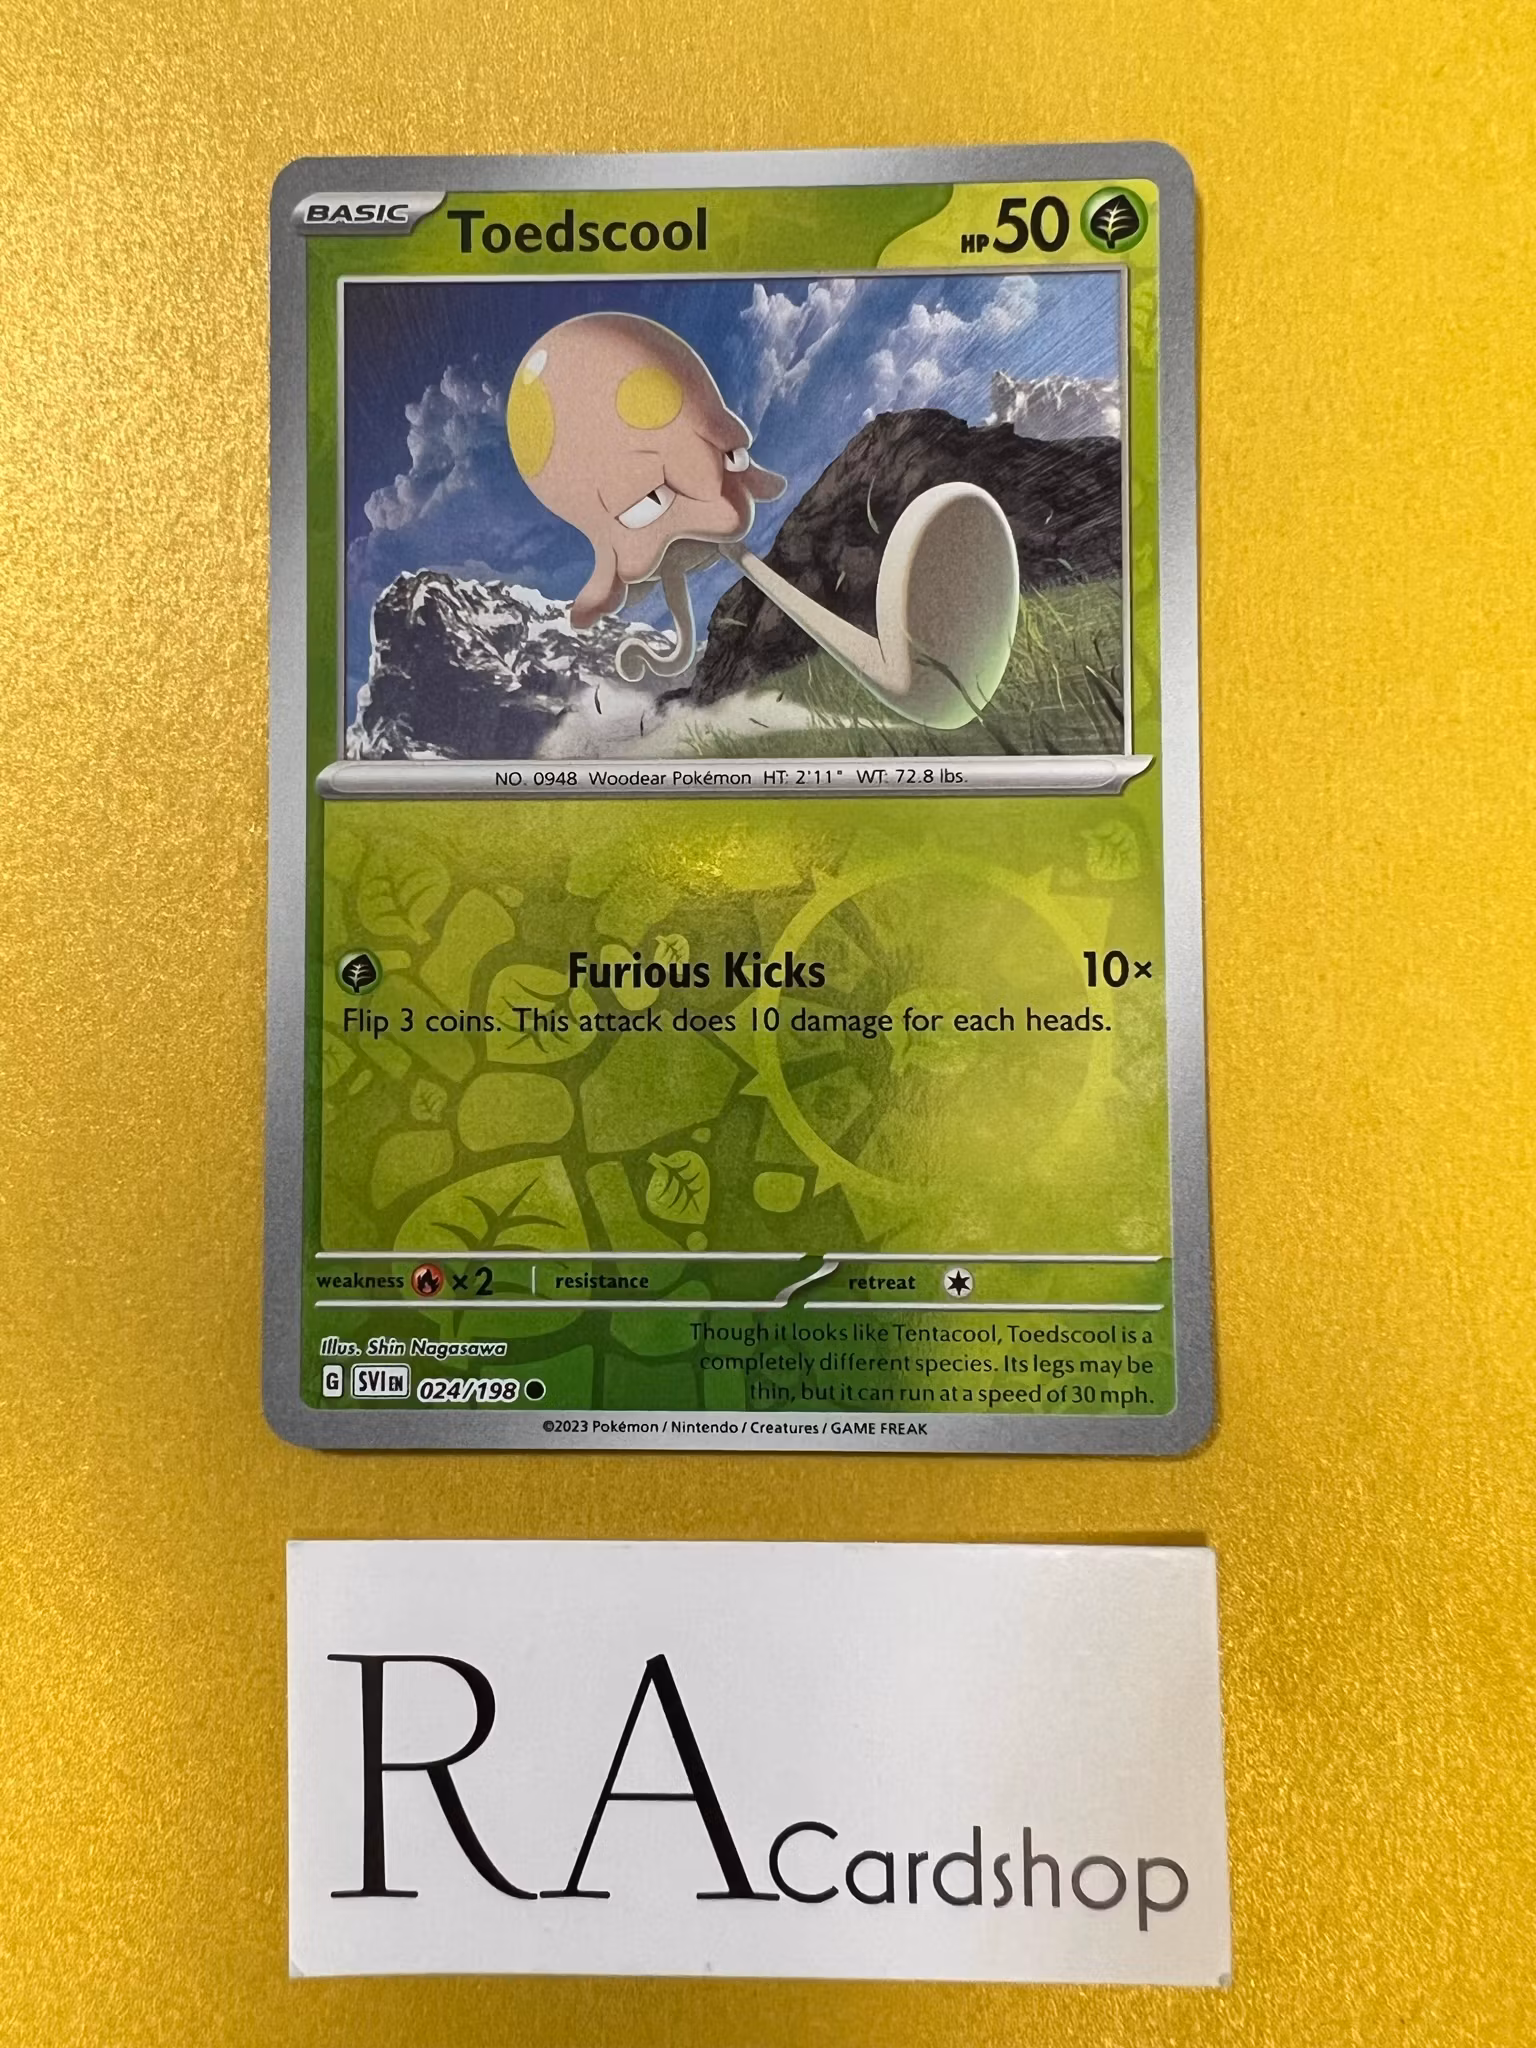 BASIC Toedscool HP 50
NO. 0948 Woodear Pokémon HT: 2'11" WT: 72.8 lbs.
Furious Kicks 10×
Flip 3 coins. This attack does 10 damage for each heads.
weakness ×2 resistance retreat
Illus. Shin Nagasawa
G SVI EN 024/198
Though it looks like Tentacool, Toedscool is a
completely different species. Its legs may be
thin, but it can run at a speed of 30 mph.
©2023 Pokémon / Nintendo / Creatures / GAME FREAK
RA Cardshop